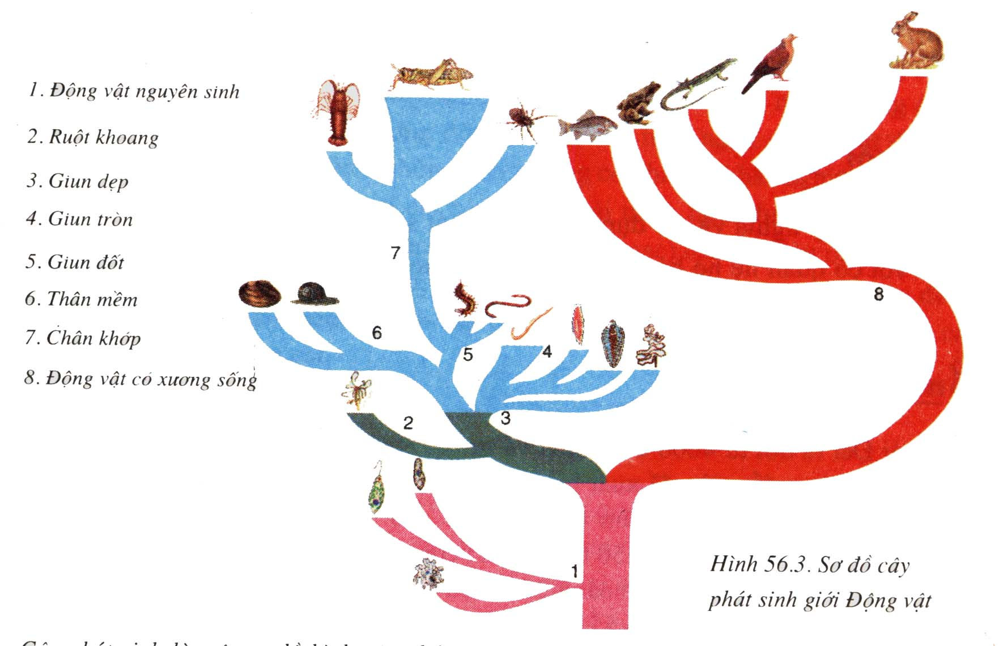 1. Động vật nguyên sinh
2. Ruột khoang
3. Giun dẹp
4. Giun tròn
5. Giun đốt
6. Thân mềm
7. Chân khớp
8. Động vật có xương sống
7
8
6
5
4
2
3
1
Hình 56.3. Sơ đồ cây
phát sinh giới Động vật